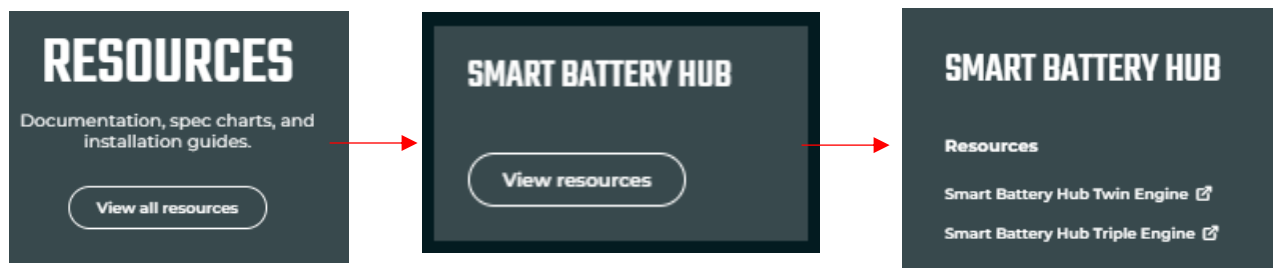 RESOURCES
Documentation, spec charts, and
installation guides.
View all resources
SMART BATTERY HUB
View resources
SMART BATTERY HUB
Resources
Smart Battery Hub Twin Engine
Smart Battery Hub Triple Engine